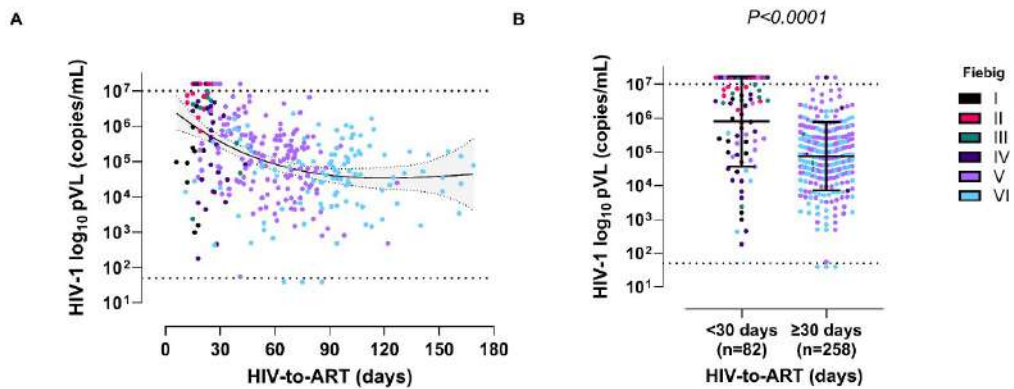 A
HIV-1 log10 pVL (copies/mL)
10^7
10^6
10^5
10^4
10^3
10^2
10^1
0 30 60 90 120 150 180
HIV-to-ART (days)
B
P<0.0001
HIV-1 log10 pVL (copies/mL)
10^7
10^6
10^5
10^4
10^3
10^2
10^1
<30 days ≥30 days
(n=82) (n=258)
HIV-to-ART (days)
Fiebig
I
II
III
IV
V
VI